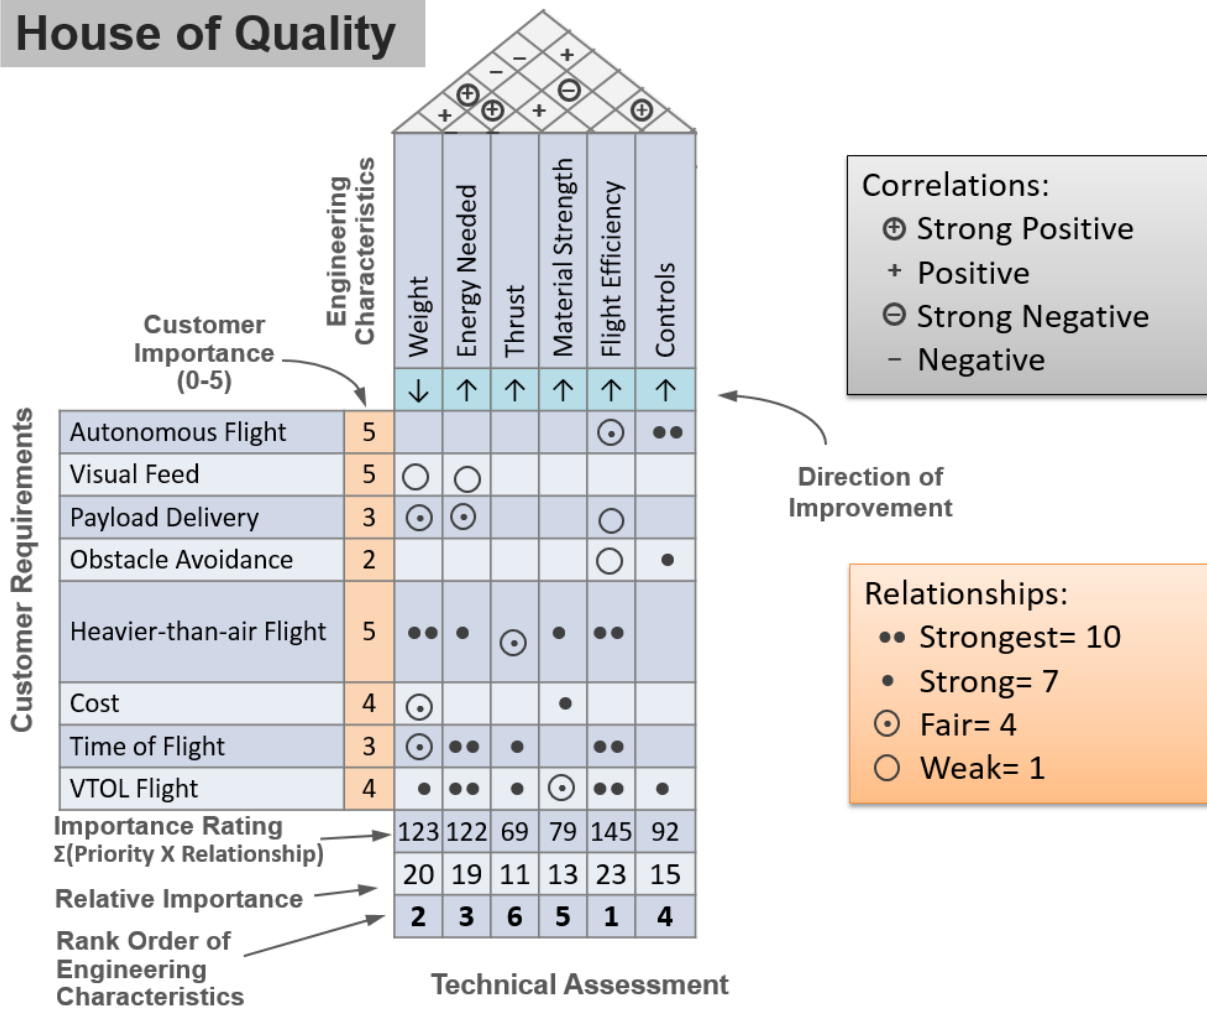 House of Quality
Engineering
Characteristics
Weight
Energy Needed
Thrust
Material Strength
Flight Efficiency
Controls
Customer
Importance
(0-5)
↓ ↑ ↑ ↑ ↑ ↑
Customer Requirements
Autonomous Flight 5
Visual Feed 5
Payload Delivery 3
Obstacle Avoidance 2
Heavier-than-air Flight 5
Cost 4
Time of Flight 3
VTOL Flight 4
Importance Rating
Σ(Priority X Relationship)
123 122 69 79 145 92
Relative Importance
20 19 11 13 23 15
Rank Order of
Engineering
Characteristics
2 3 6 5 1 4
Technical Assessment
Correlations:
⊕ Strong Positive
+ Positive
⊖ Strong Negative
− Negative
Direction of
Improvement
Relationships:
●● Strongest= 10
● Strong= 7
⊙ Fair= 4
○ Weak= 1